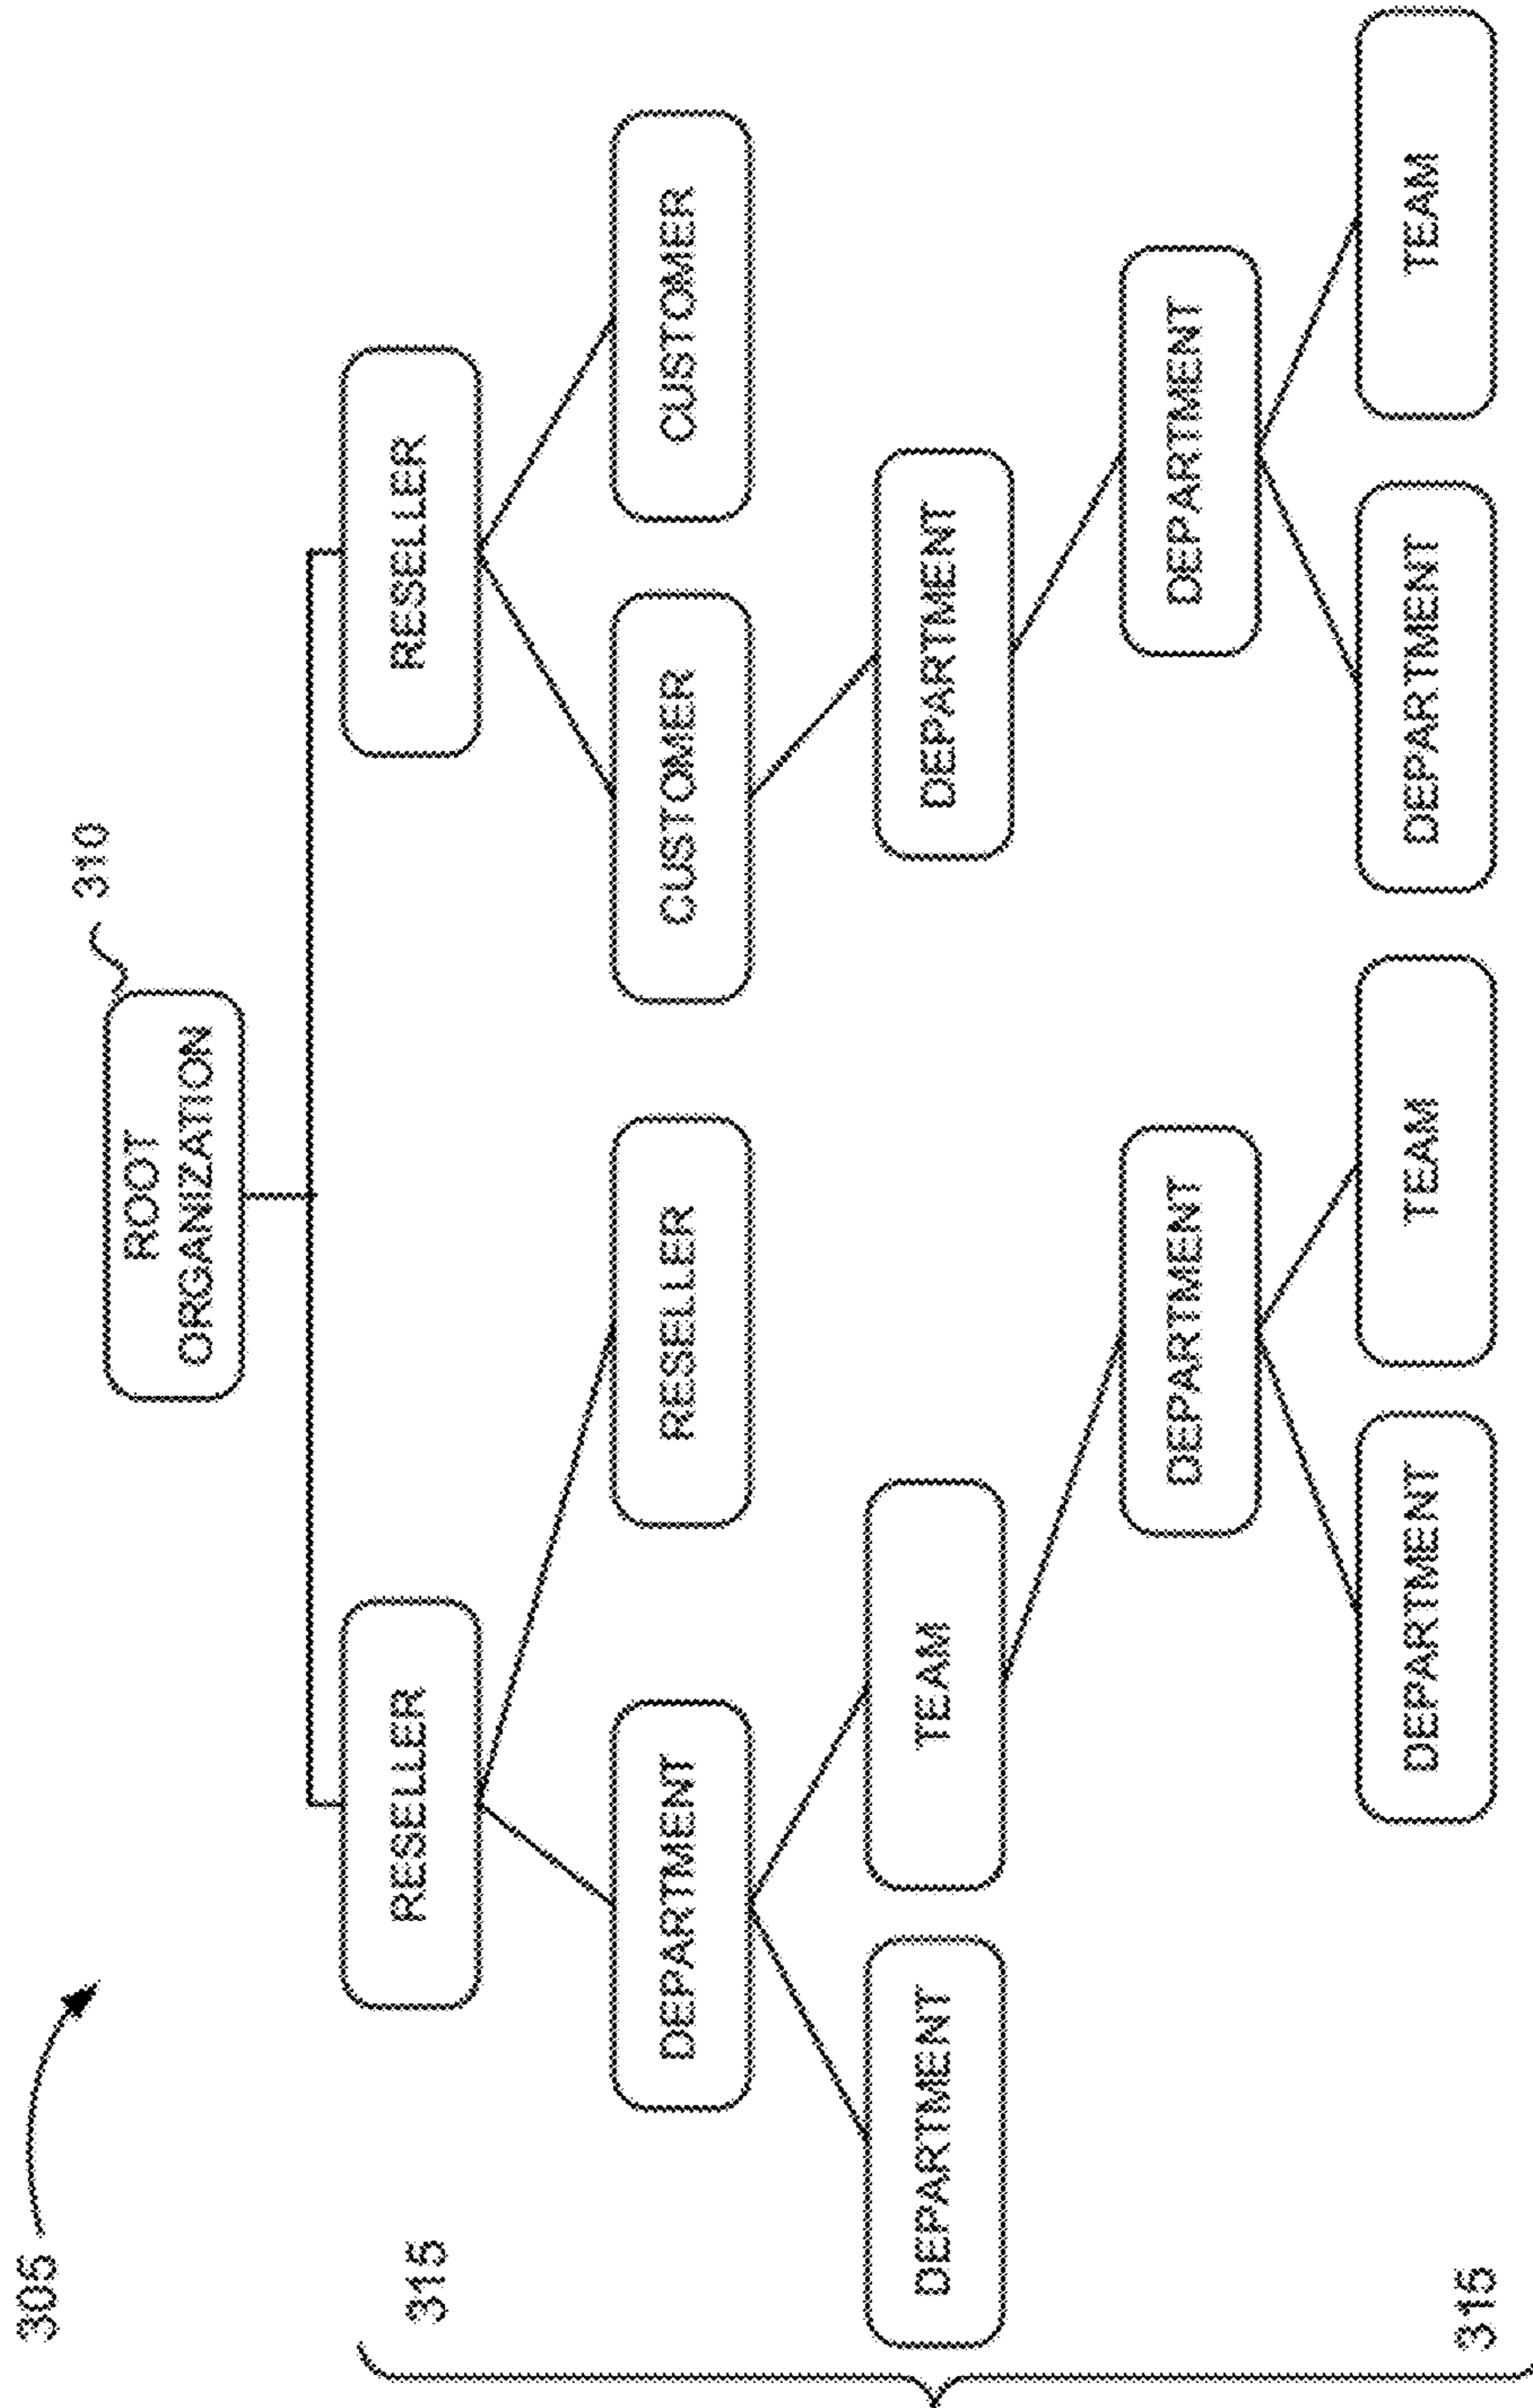 305
310
ROOT
ORGANIZATION
315
RESELLER
RESELLER
DEPARTMENT
RESELLER
CUSTOMER
CUSTOMER
DEPARTMENT
TEAM
DEPARTMENT
DEPARTMENT
DEPARTMENT
315
DEPARTMENT
TEAM
DEPARTMENT
TEAM